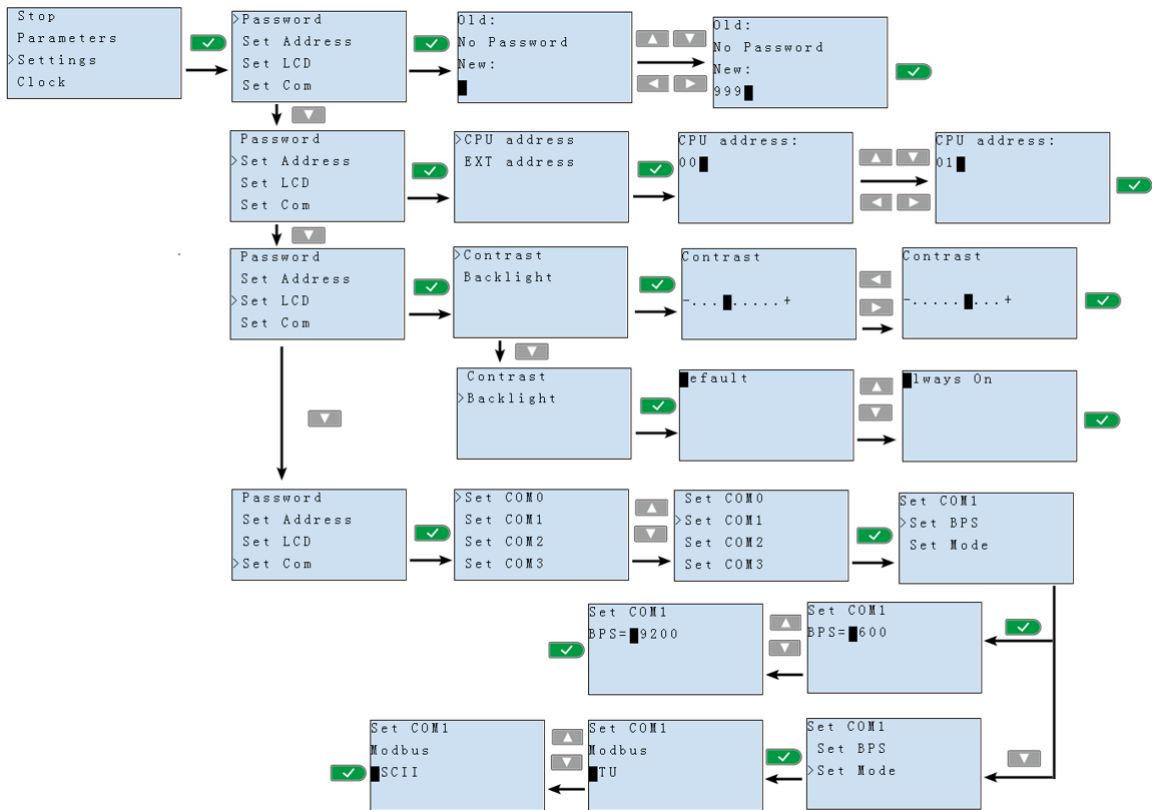 Stop
Parameters
>Settings
Clock
>Password
Set Address
Set LCD
Set Com
Old:
No Password
New:
Old:
No Password
New:
999
Password
>Set Address
Set LCD
Set Com
>CPU address
EXT address
CPU address:
00
CPU address:
01
Password
Set Address
>Set LCD
Set Com
>Contrast
Backlight
Contrast
-... .....+
Contrast
-..... ...+
Contrast
>Backlight
efault
lways On
Password
Set Address
Set LCD
>Set Com
>Set COM0
Set COM1
Set COM2
Set COM3
Set COM0
>Set COM1
Set COM2
Set COM3
Set COM1
>Set BPS
Set Mode
Set COM1
BPS= 9200
Set COM1
BPS= 600
Set COM1
Modbus
SCII
Set COM1
Modbus
TU
Set COM1
Set BPS
>Set Mode